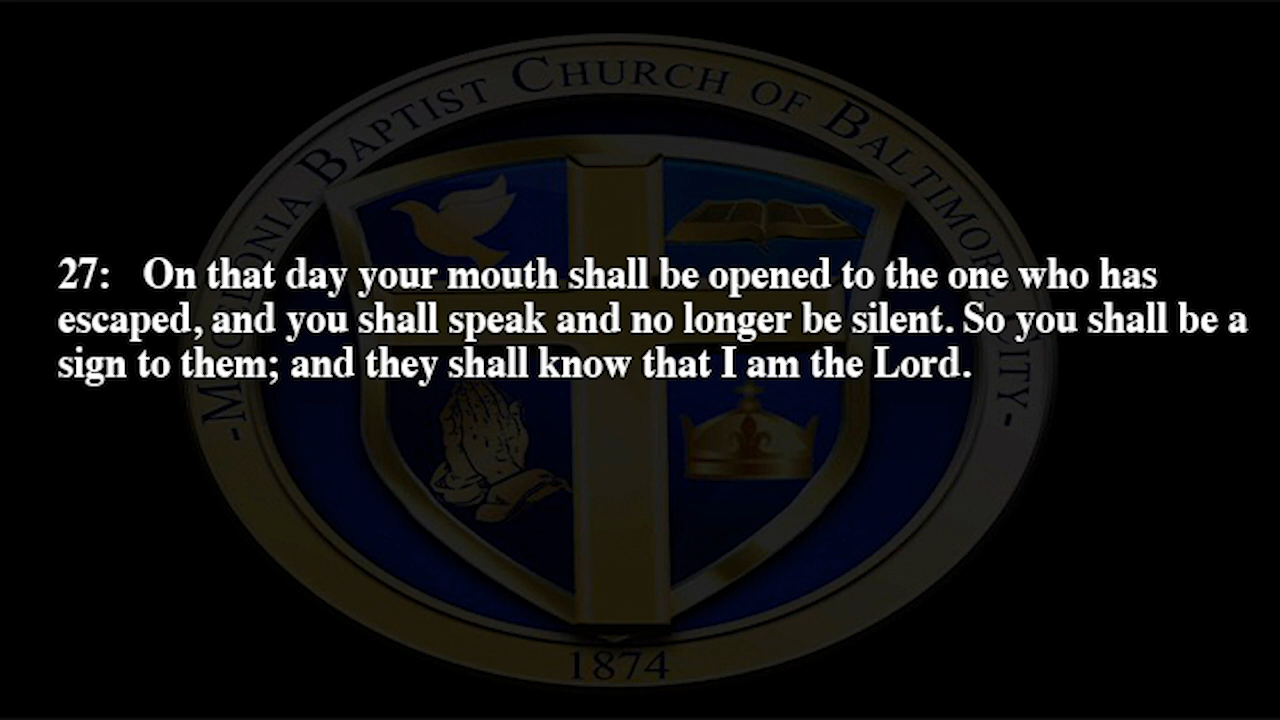 -MACEDONIA BAPTIST CHURCH OF BALTIMORE CITY-
27: On that day your mouth shall be opened to the one who has
escaped, and you shall speak and no longer be silent. So you shall be a
sign to them; and they shall know that I am the Lord.
1874